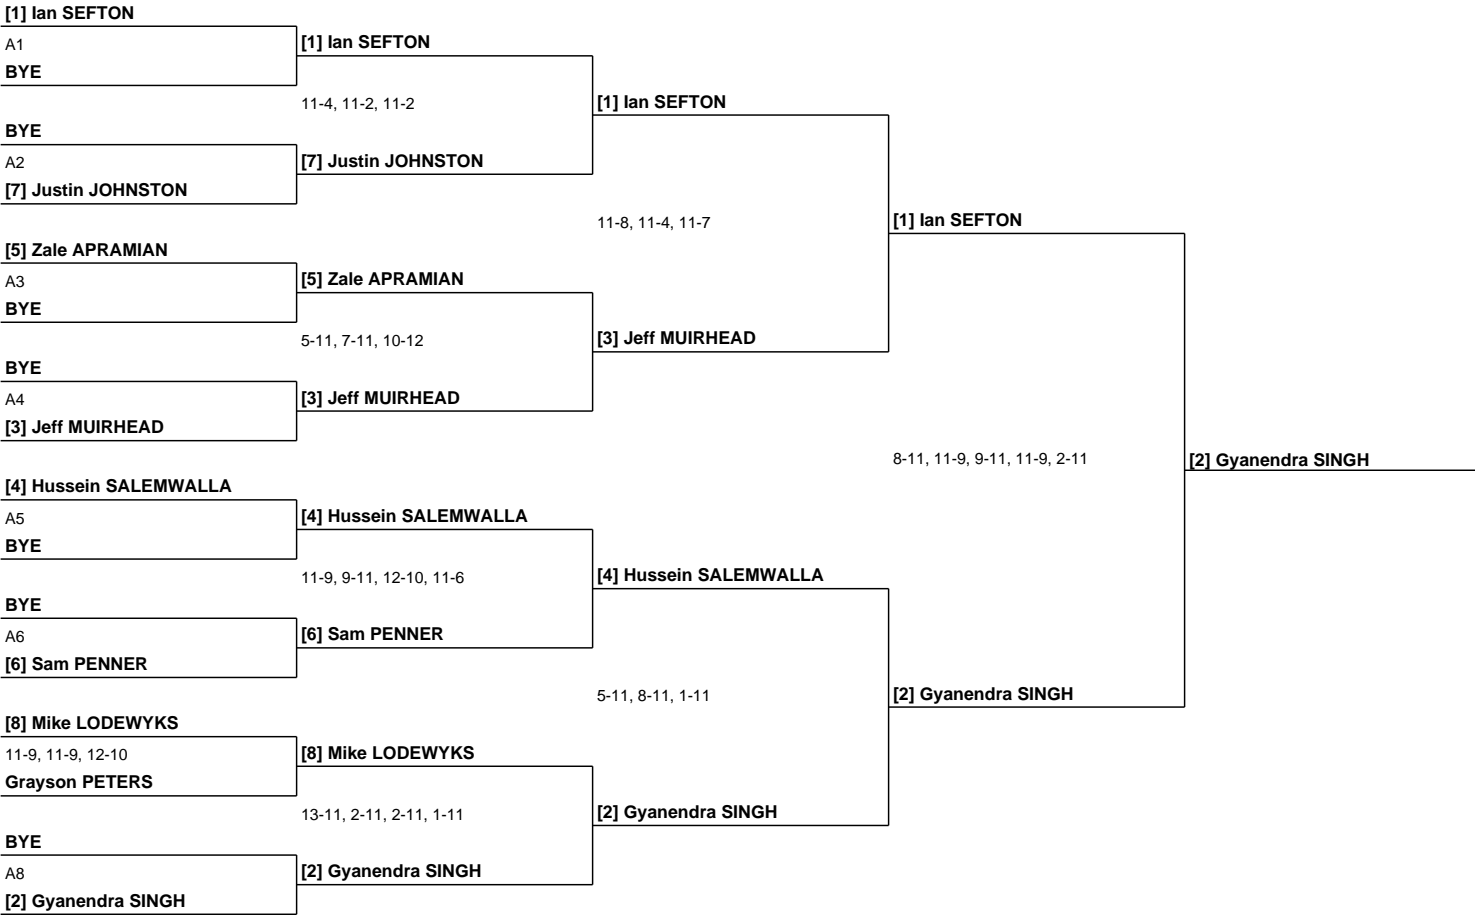 [1] Ian SEFTON
A1
BYE
BYE
A2
[7] Justin JOHNSTON
[5] Zale APRAMIAN
A3
BYE
BYE
A4
[3] Jeff MUIRHEAD
[4] Hussein SALEMWALLA
A5
BYE
BYE
A6
[6] Sam PENNER
[8] Mike LODEWYKS
11-9, 11-9, 12-10
Grayson PETERS
BYE
A8
[2] Gyanendra SINGH
[1] Ian SEFTON
11-4, 11-2, 11-2
[7] Justin JOHNSTON
[5] Zale APRAMIAN
5-11, 7-11, 10-12
[3] Jeff MUIRHEAD
[4] Hussein SALEMWALLA
11-9, 9-11, 12-10, 11-6
[6] Sam PENNER
[8] Mike LODEWYKS
13-11, 2-11, 2-11, 1-11
[2] Gyanendra SINGH
[1] Ian SEFTON
11-8, 11-4, 11-7
[3] Jeff MUIRHEAD
[4] Hussein SALEMWALLA
5-11, 8-11, 1-11
[2] Gyanendra SINGH
[1] Ian SEFTON
8-11, 11-9, 9-11, 11-9, 2-11
[2] Gyanendra SINGH
[2] Gyanendra SINGH